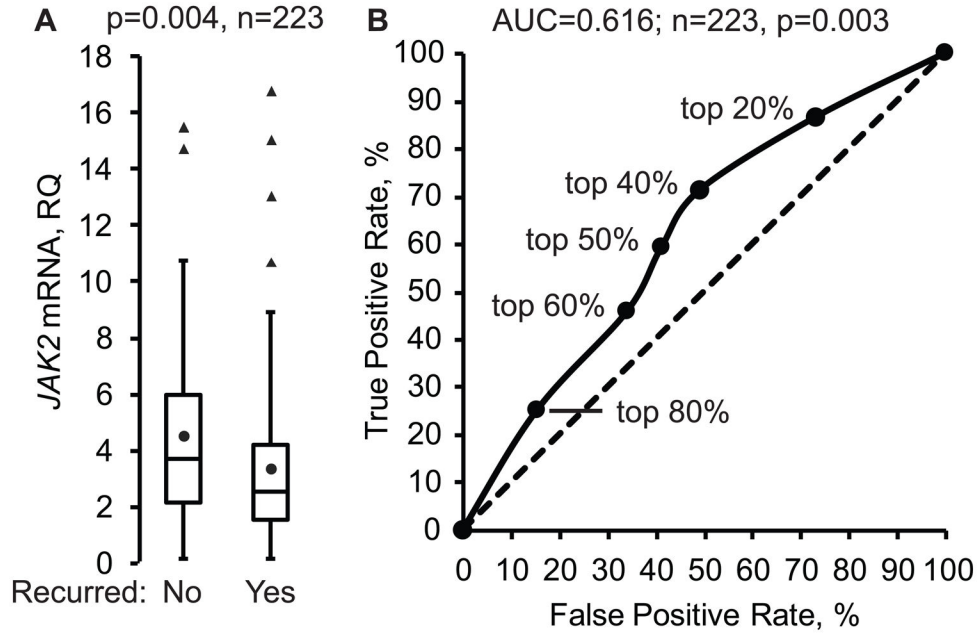 A
p=0.004, n=223
JAK2 mRNA, RQ
18
16
14
12
10
8
6
4
2
0
Recurred: No Yes
B
AUC=0.616; n=223, p=0.003
True Positive Rate, %
100
90
80
70
60
50
40
30
20
10
0
top 20%
top 40%
top 50%
top 60%
top 80%
0 10 20 30 40 50 60 70 80 90 100
False Positive Rate, %